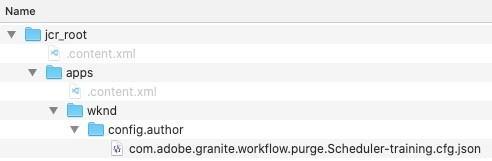 Name
jcr_root
.content.xml
apps
.content.xml
wknd
config.author
com.adobe.granite.workflow.purge.Scheduler-training.cfg.json